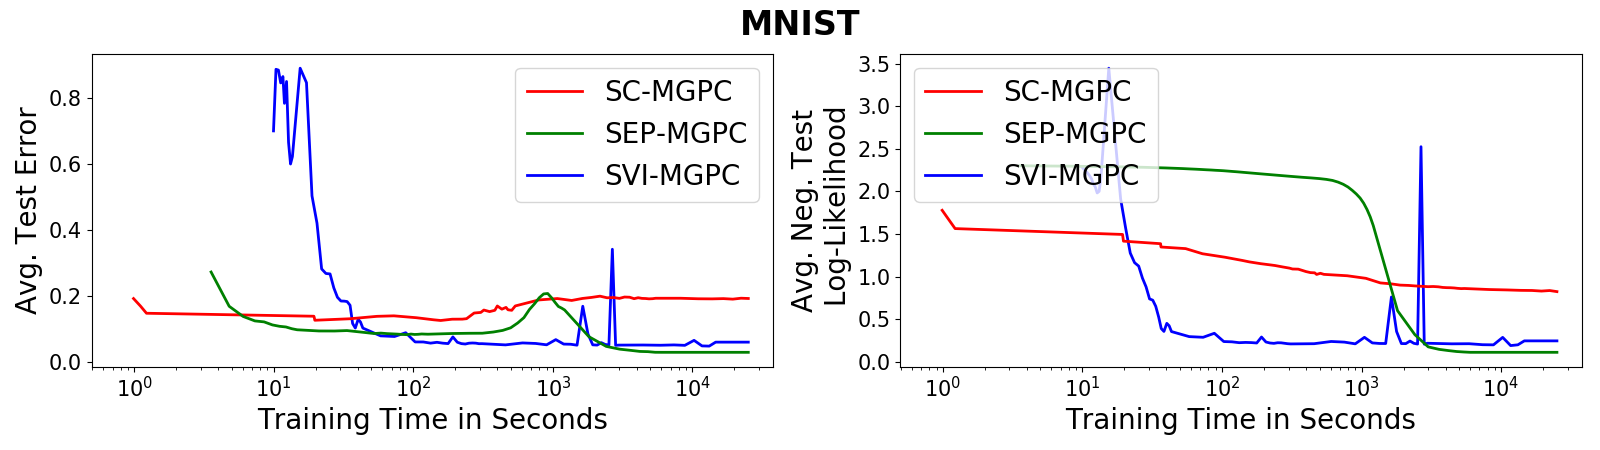 MNIST
Avg. Test Error
0.8
0.6
0.4
0.2
0.0
SC-MGPC
SEP-MGPC
SVI-MGPC
10^0 10^1 10^2 10^3 10^4
Training Time in Seconds
Avg. Neg. Test
Log-Likelihood
3.5
3.0
2.5
2.0
1.5
1.0
0.5
0.0
SC-MGPC
SEP-MGPC
SVI-MGPC
10^0 10^1 10^2 10^3 10^4
Training Time in Seconds